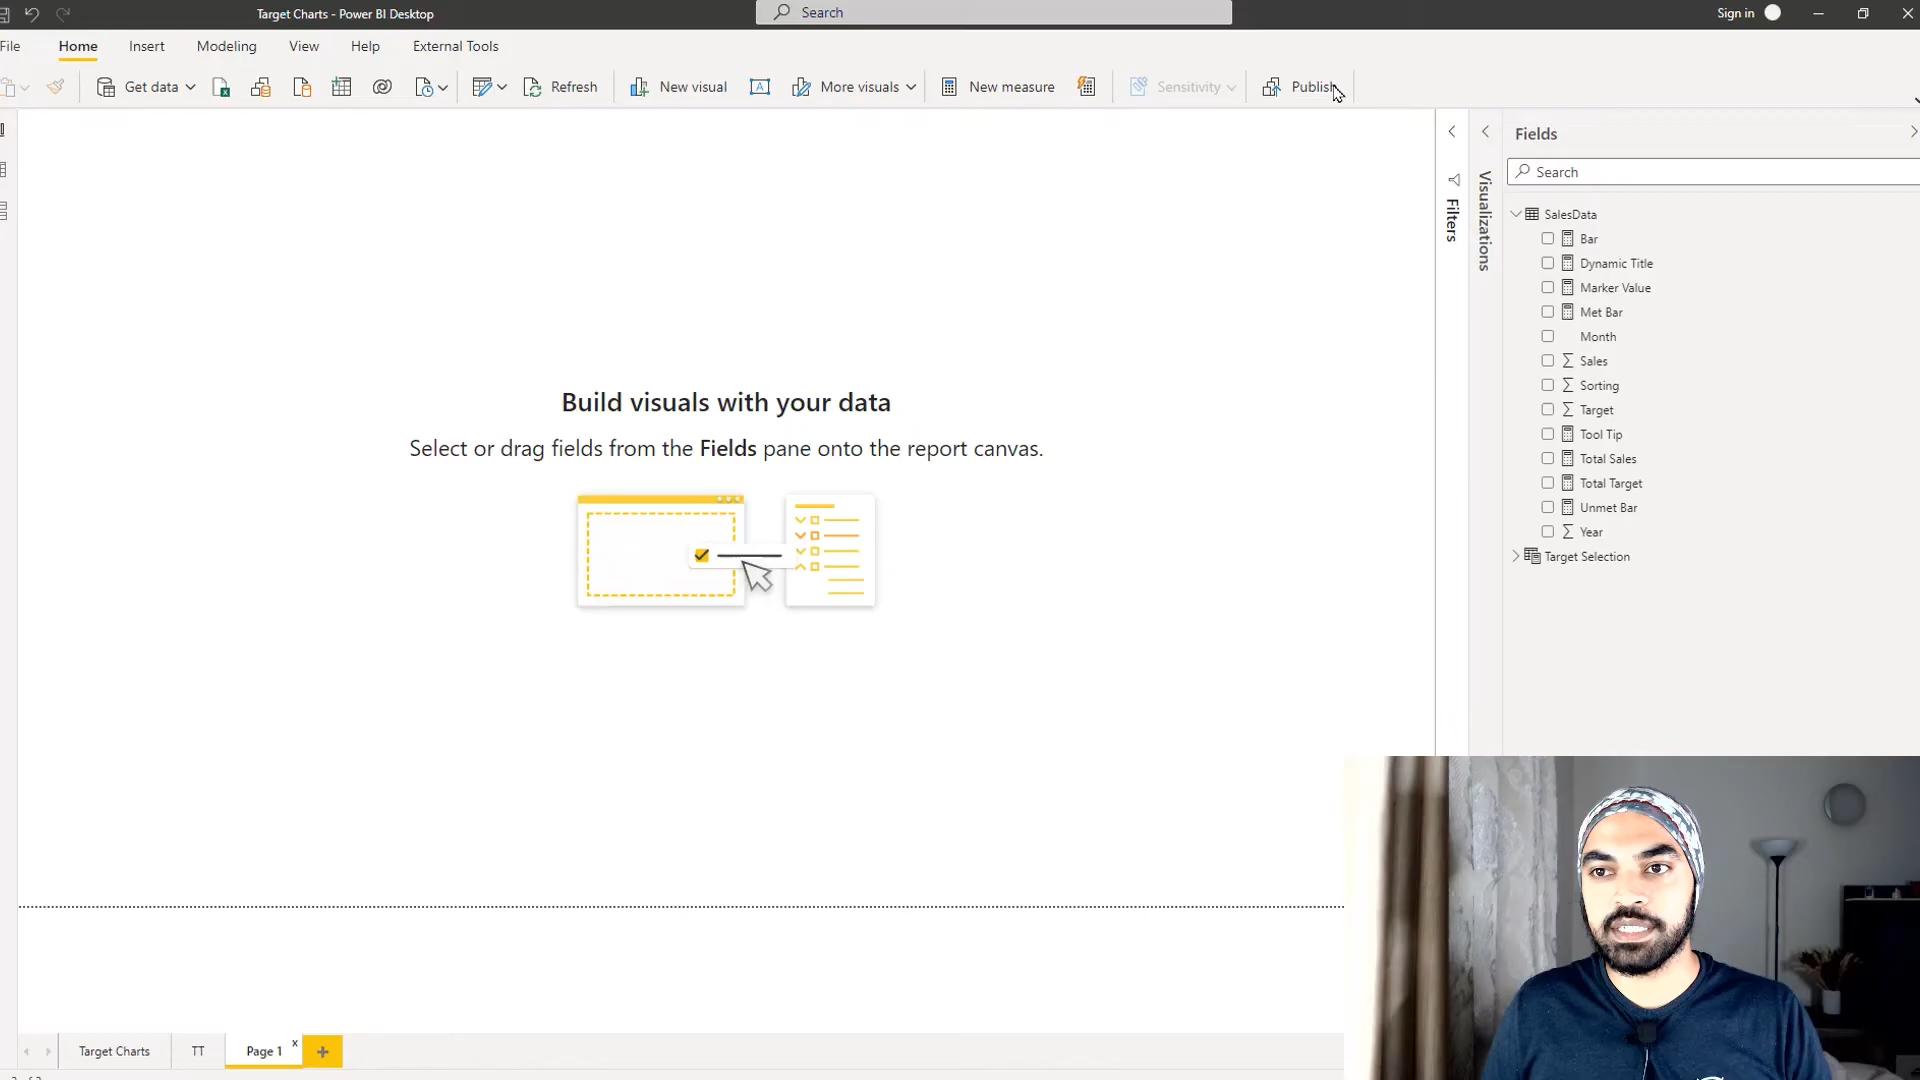 Target Charts - Power BI Desktop
Search
Sign in
File
Home
Insert
Modeling
View
Help
External Tools
Get data
Refresh
New visual
More visuals
New measure
Sensitivity
Publish
Filters
Visualizations
Fields
Search
SalesData
Bar
Dynamic Title
Marker Value
Met Bar
Month
Sales
Sorting
Target
Tool Tip
Total Sales
Total Target
Unmet Bar
Year
Target Selection
Build visuals with your data
Select or drag fields from the Fields pane onto the report canvas.
Target Charts
TT
Page 1